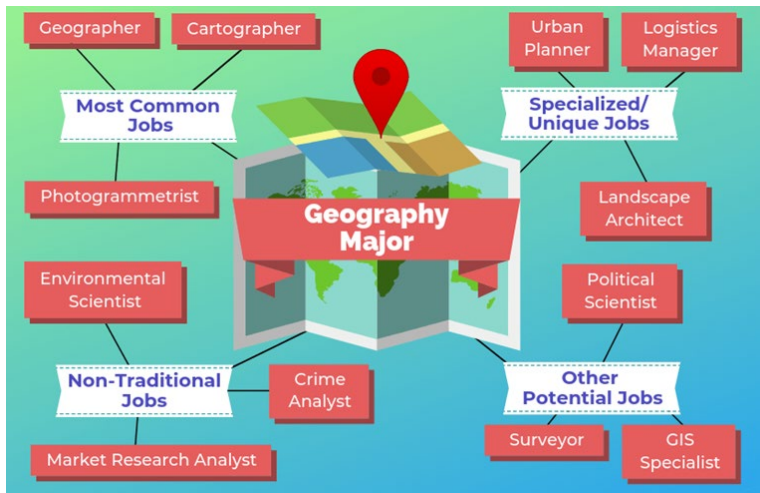 Geographer
Cartographer
Most Common
Jobs
Photogrammetrist
Urban
Planner
Logistics
Manager
Specialized/
Unique Jobs
Landscape
Architect
Geography
Major
Environmental
Scientist
Non-Traditional
Jobs
Crime
Analyst
Market Research Analyst
Political
Scientist
Other
Potential Jobs
Surveyor
GIS
Specialist